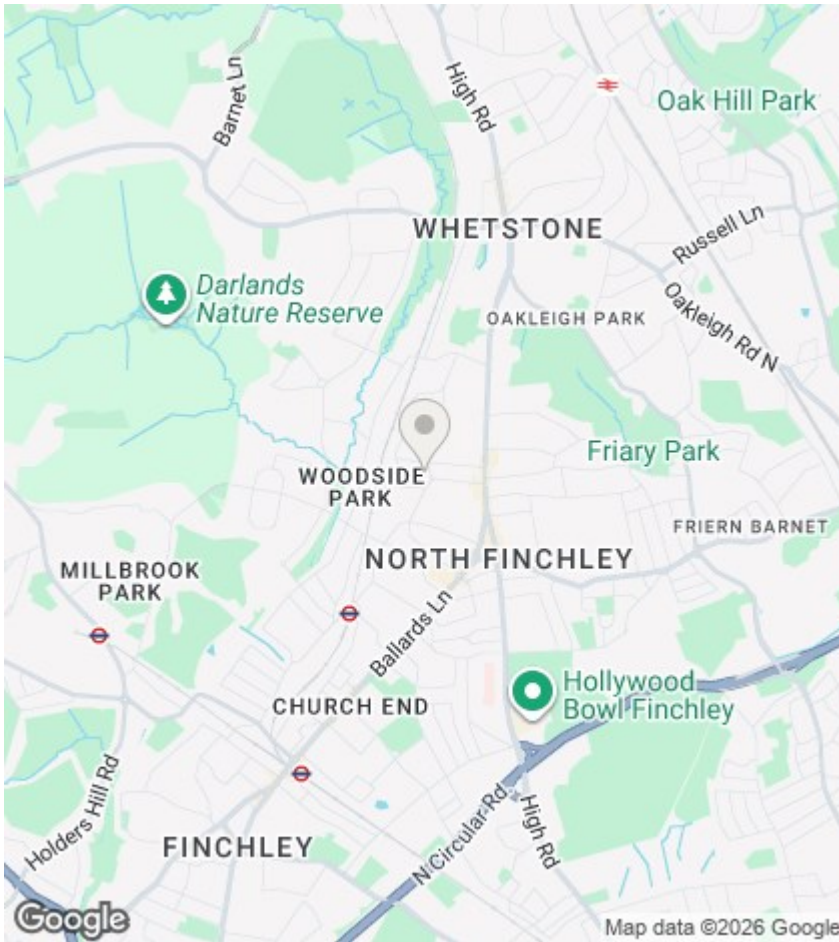 High Rd
Barnet Ln
Oak Hill Park
WHETSTONE
Russell Ln
Darlands
Nature Reserve
OAKLEIGH PARK
Oakleigh Rd N
Friary Park
WOODSIDE
PARK
FRIERN BARNET
NORTH FINCHLEY
MILLBROOK
PARK
Ballards Ln
Hollywood
Bowl Finchley
CHURCH END
Holders Hill Rd
N Circular Rd
High Rd
FINCHLEY
Google
Map data ©2026 Google